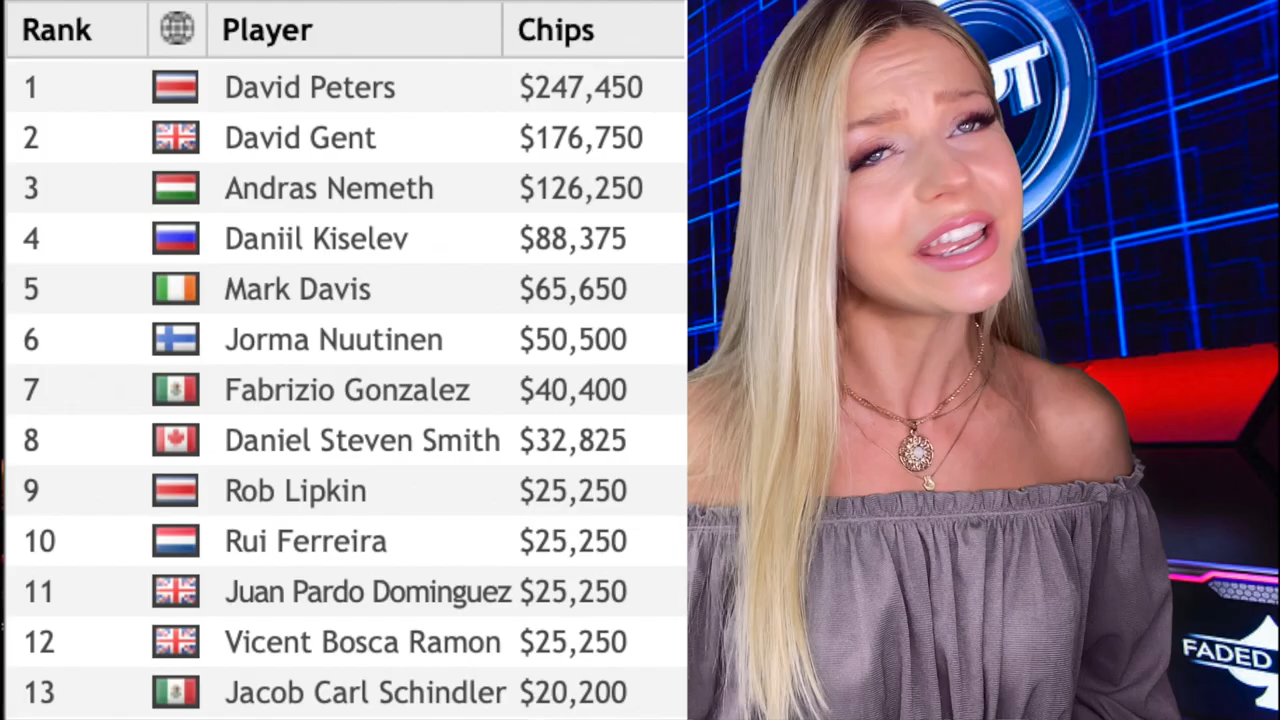 Rank Player Chips
1 David Peters $247,450
2 David Gent $176,750
3 Andras Nemeth $126,250
4 Daniil Kiselev $88,375
5 Mark Davis $65,650
6 Jorma Nuutinen $50,500
7 Fabrizio Gonzalez $40,400
8 Daniel Steven Smith $32,825
9 Rob Lipkin $25,250
10 Rui Ferreira $25,250
11 Juan Pardo Dominguez $25,250
12 Vicent Bosca Ramon $25,250
13 Jacob Carl Schindler $20,200
PT
FADED